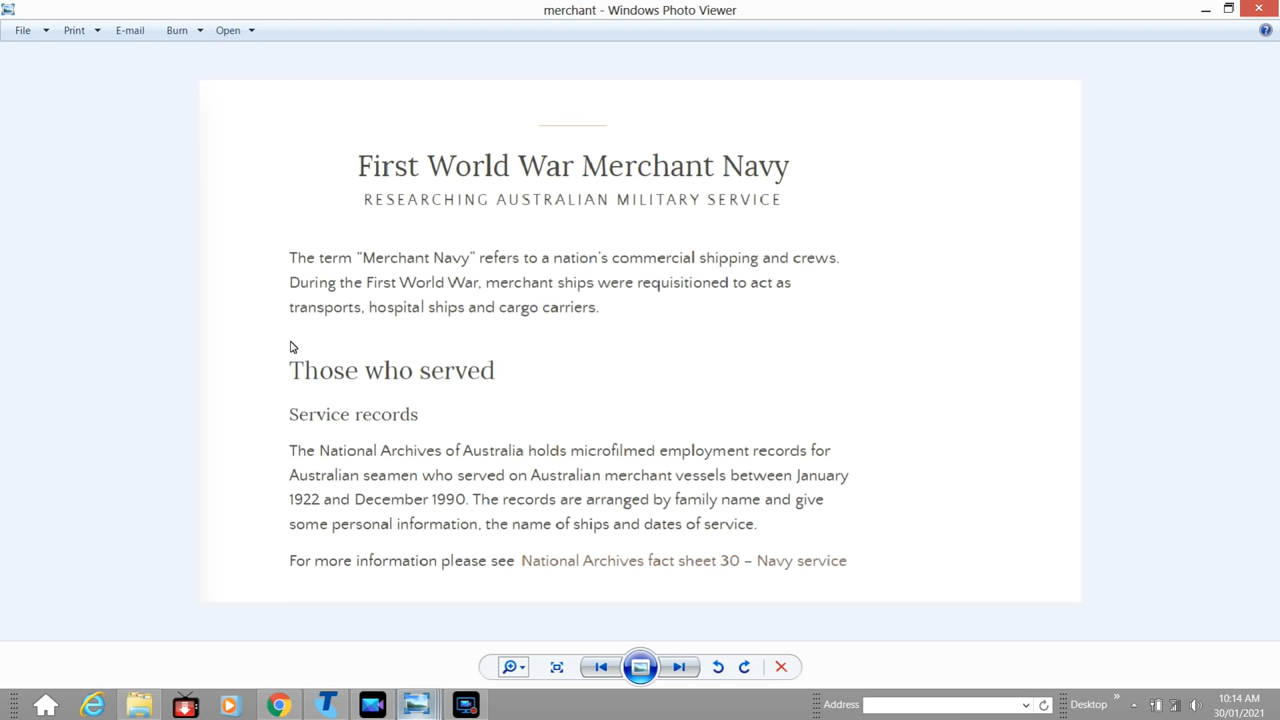 merchant - Windows Photo Viewer
File Print E-mail Burn Open
First World War Merchant Navy
RESEARCHING AUSTRALIAN MILITARY SERVICE
The term “Merchant Navy” refers to a nation’s commercial shipping and crews.
During the First World War, merchant ships were requisitioned to act as
transports, hospital ships and cargo carriers.
Those who served
Service records
The National Archives of Australia holds microfilmed employment records for
Australian seamen who served on Australian merchant vessels between January
1922 and December 1990. The records are arranged by family name and give
some personal information, the name of ships and dates of service.
For more information please see National Archives fact sheet 30 – Navy service
Address Desktop
10:14 AM
30/01/2021